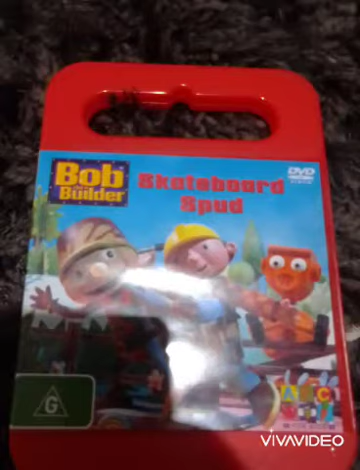 Bob
the
Builder
Skateboard
Spud
DVD
G
ABC
VIVAVIDEO